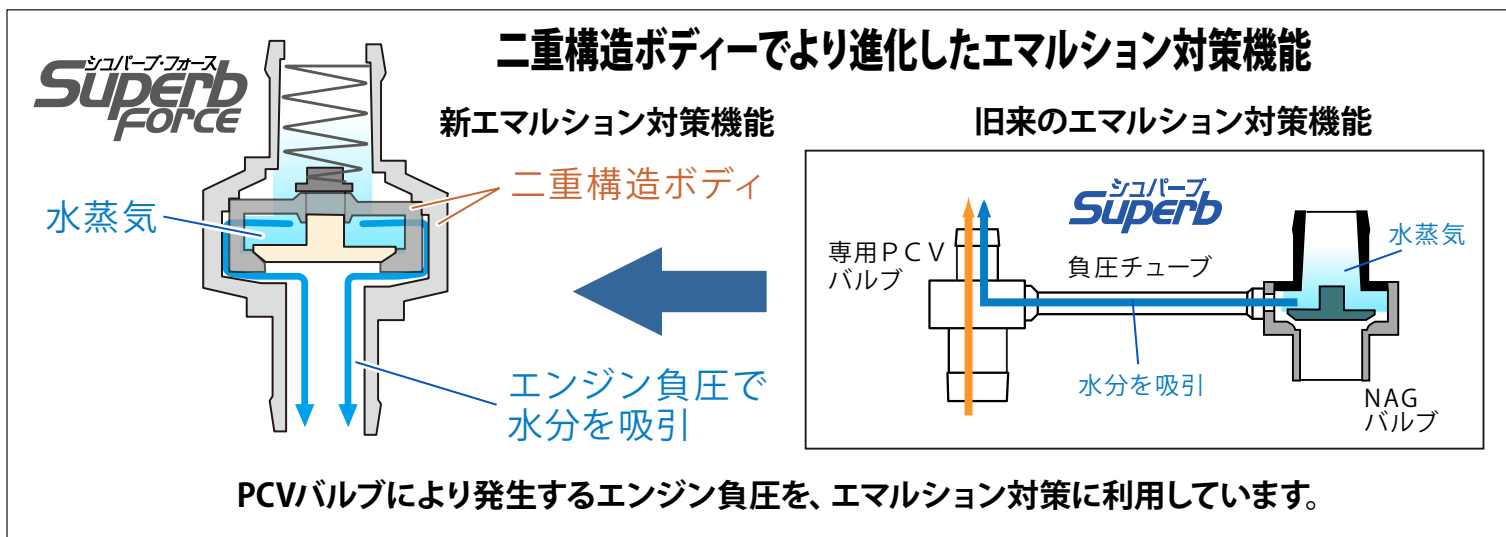 二重構造ボディーでより進化したエマルション対策機能
シュパーブ・フォース
Superb
Force
新エマルション対策機能
二重構造ボディ
水蒸気
エンジン負圧で
水分を吸引
旧来のエマルション対策機能
シュパーブ
Superb
専用PCV
バルブ
負圧チューブ
水蒸気
水分を吸引
NAG
バルブ
PCVバルブにより発生するエンジン負圧を、エマルション対策に利用しています。